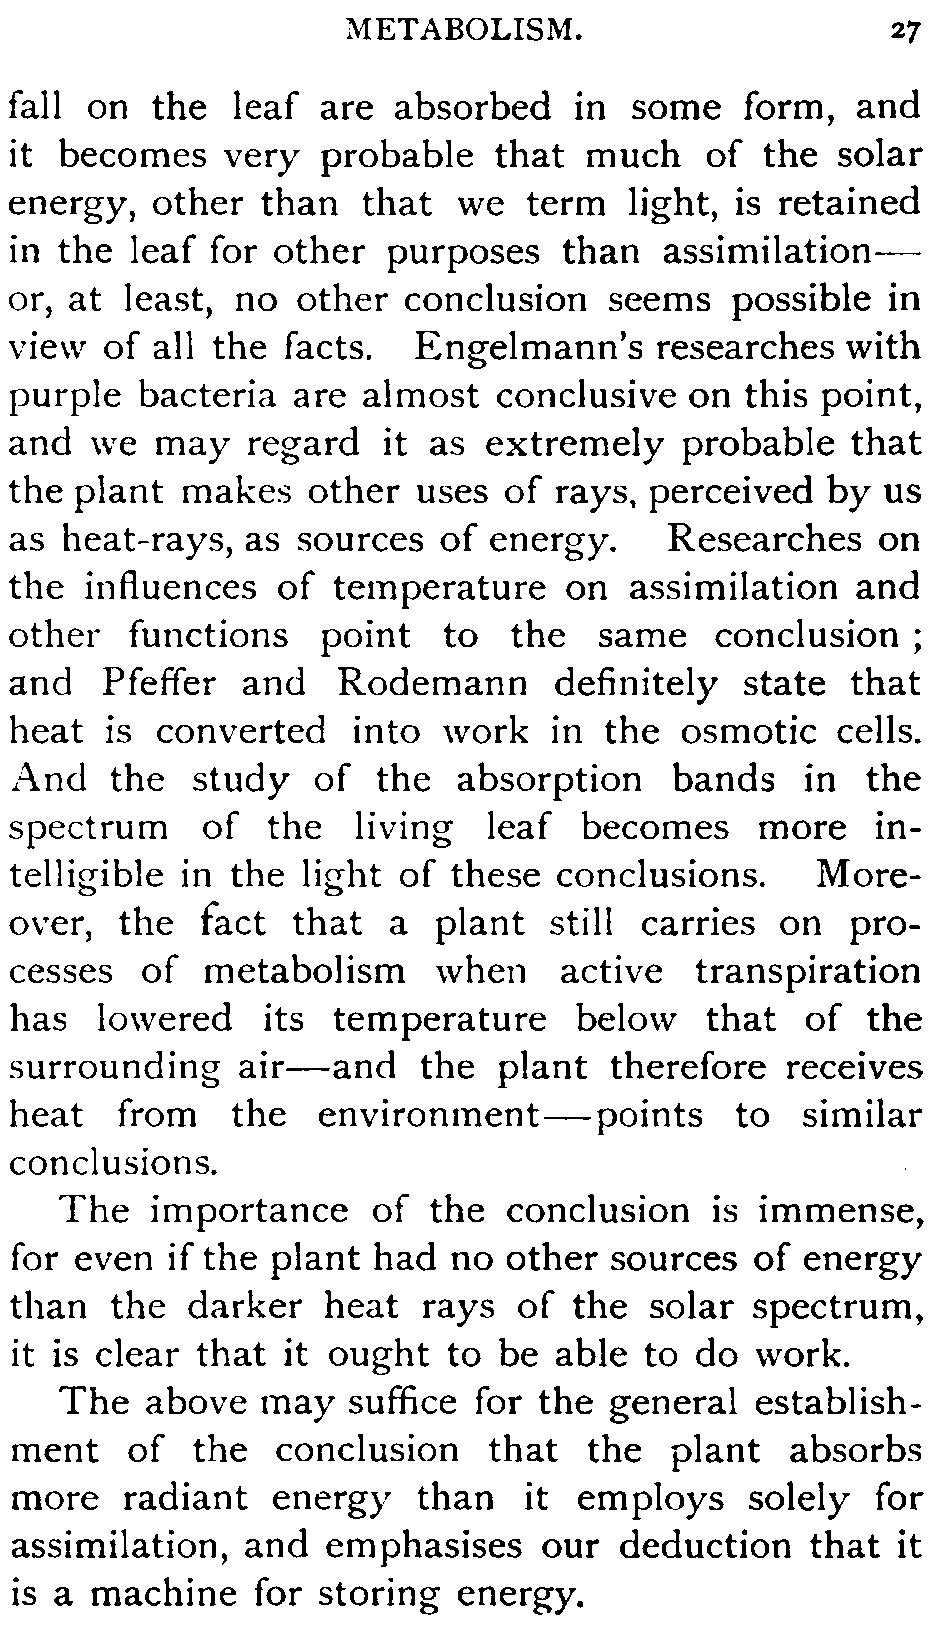 METABOLISM. 27
fall on the leaf are absorbed in some form, and
it becomes very probable that much of the solar
energy, other than that we term light, is retained
in the leaf for other purposes than assimilation—
or, at least, no other conclusion seems possible in
view of all the facts. Engelmann's researches with
purple bacteria are almost conclusive on this point,
and we may regard it as extremely probable that
the plant makes other uses of rays, perceived by us
as heat-rays, as sources of energy. Researches on
the influences of temperature on assimilation and
other functions point to the same conclusion ;
and Pfeffer and Rodemann definitely state that
heat is converted into work in the osmotic cells.
And the study of the absorption bands in the
spectrum of the living leaf becomes more in-
telligible in the light of these conclusions. More-
over, the fact that a plant still carries on pro-
cesses of metabolism when active transpiration
has lowered its temperature below that of the
surrounding air—and the plant therefore receives
heat from the environment—points to similar
conclusions.
The importance of the conclusion is immense,
for even if the plant had no other sources of energy
than the darker heat rays of the solar spectrum,
it is clear that it ought to be able to do work.
The above may suffice for the general establish-
ment of the conclusion that the plant absorbs
more radiant energy than it employs solely for
assimilation, and emphasises our deduction that it
is a machine for storing energy.